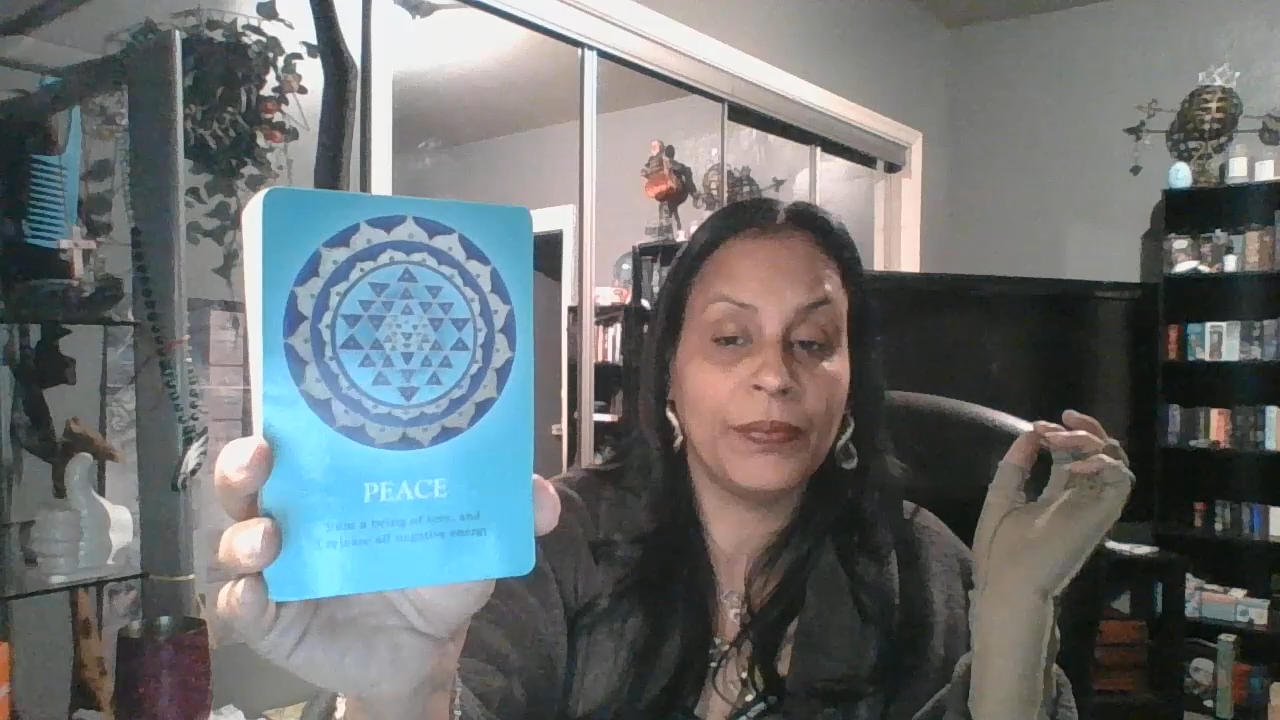 PEACE
I am a being of love, and
I release all negative energy